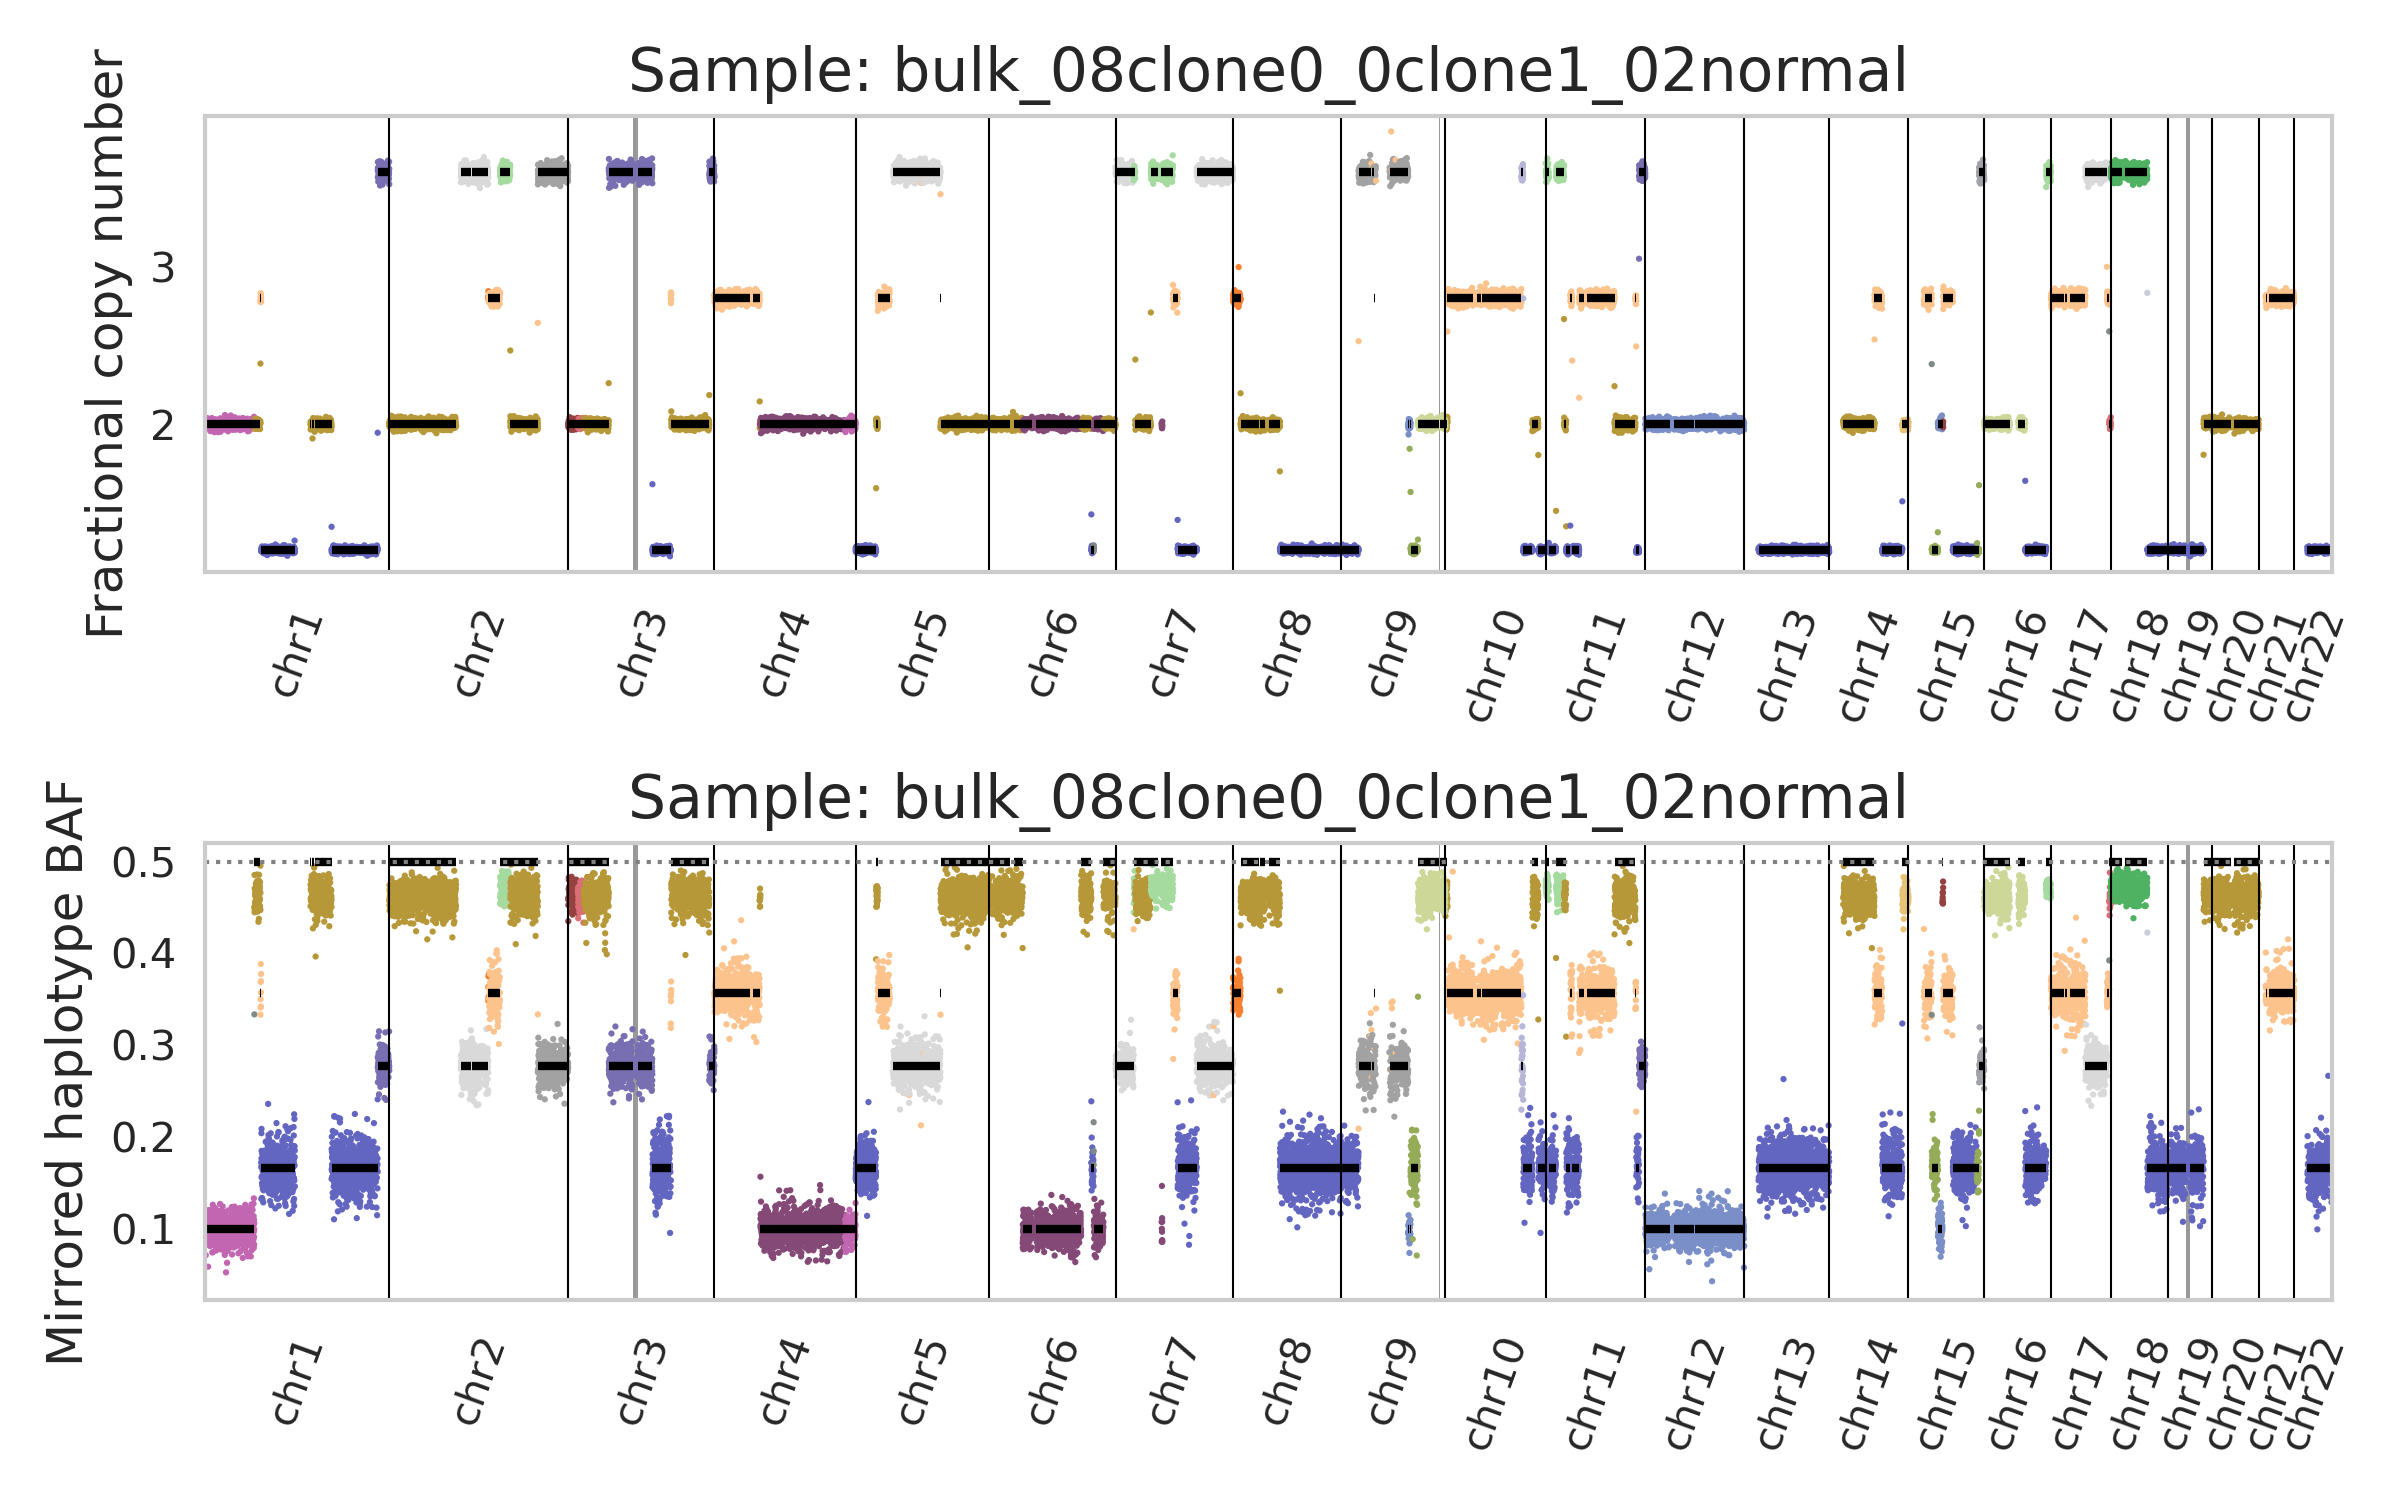 Sample: bulk_08clone0_0clone1_02normal
Fractional copy number
3
2
chr1 chr2 chr3 chr4 chr5 chr6 chr7 chr8 chr9 chr10 chr11 chr12 chr13 chr14 chr15 chr16 chr17 chr18 chr19 chr20 chr21 chr22
Sample: bulk_08clone0_0clone1_02normal
Mirrored haplotype BAF
0.5
0.4
0.3
0.2
0.1
chr1 chr2 chr3 chr4 chr5 chr6 chr7 chr8 chr9 chr10 chr11 chr12 chr13 chr14 chr15 chr16 chr17 chr18 chr19 chr20 chr21 chr22